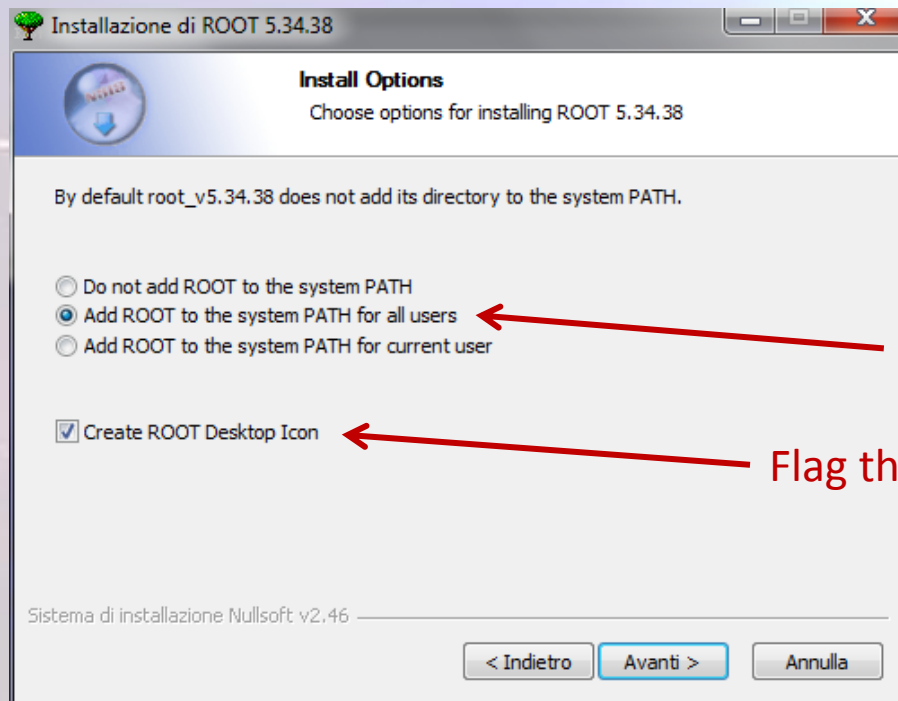 Installazione di ROOT 5.34.38
Install Options
Choose options for installing ROOT 5.34.38
By default root_v5.34.38 does not add its directory to the system PATH.
Do not add ROOT to the system PATH
Add ROOT to the system PATH for all users
Add ROOT to the system PATH for current user
Create ROOT Desktop Icon
Flag th
Sistema di installazione Nullsoft v2.46
< Indietro
Avanti >
Annulla